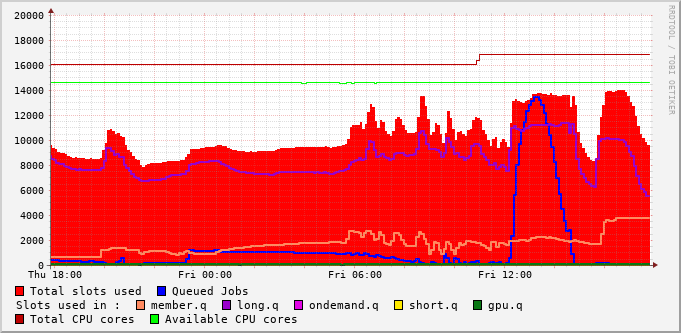 20000
18000
16000
14000
12000
10000
8000
6000
4000
2000
0
Thu 18:00 Fri 00:00 Fri 06:00 Fri 12:00
RRDTOOL / TOBI OETIKER
Total slots used Queued Jobs
Slots used in : member.q long.q ondemand.q short.q gpu.q
Total CPU cores Available CPU cores